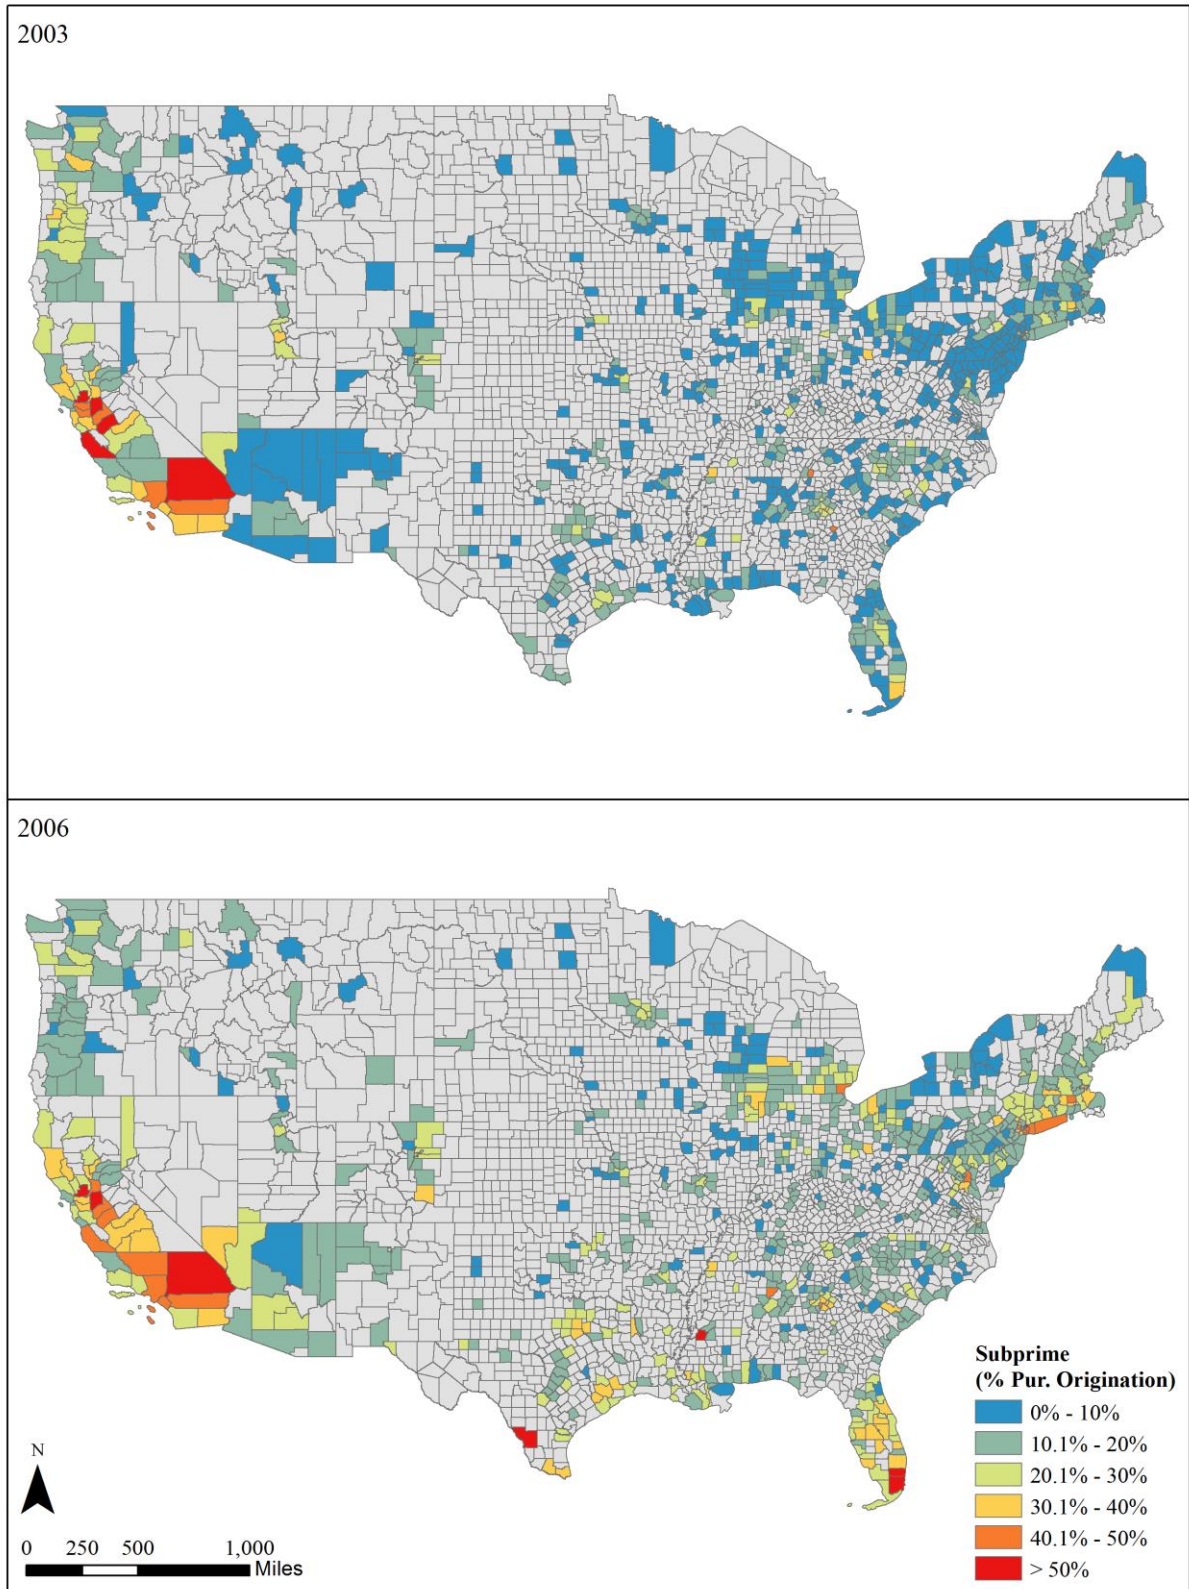 2003
2006
Subprime
(% Pur. Origination)
0% - 10%
10.1% - 20%
20.1% - 30%
30.1% - 40%
40.1% - 50%
> 50%
N
0 250 500 1,000
Miles